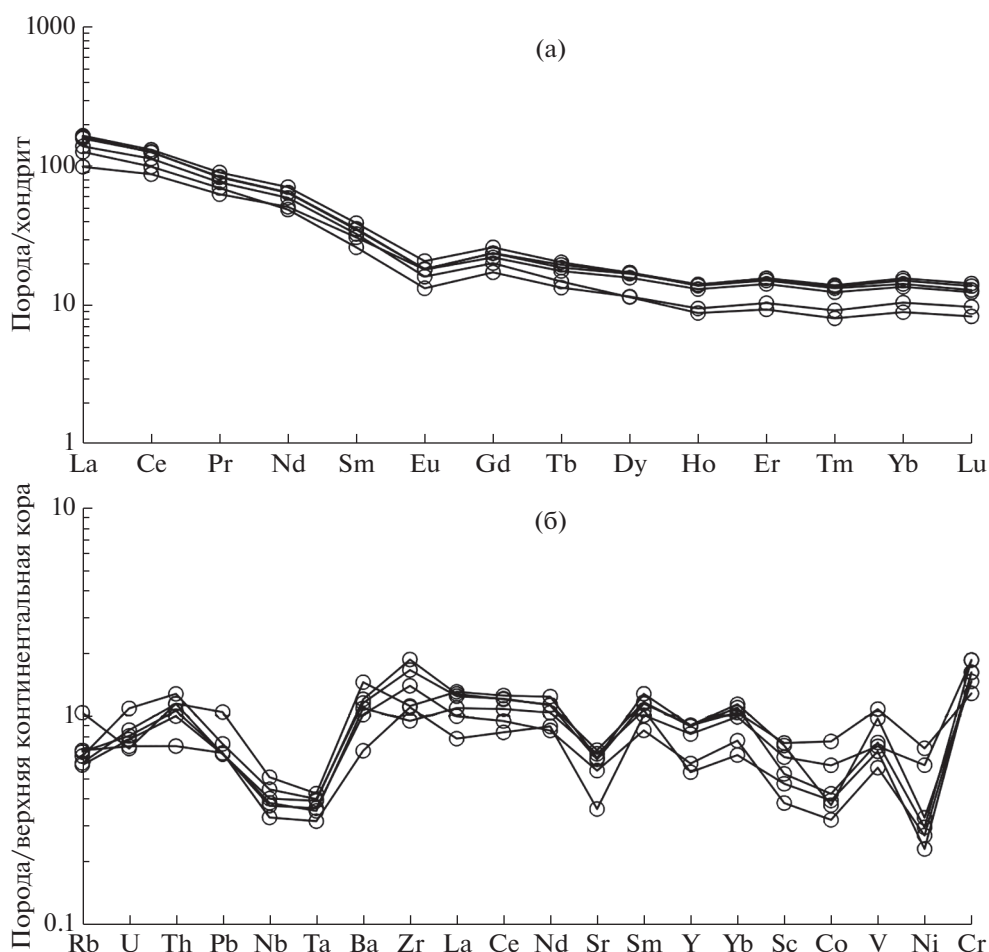 (а)
Порода/хондрит
1000
100
10
1
La Ce Pr Nd Sm Eu Gd Tb Dy Ho Er Tm Yb Lu
(б)
Порода/верхняя континентальная кора
10
1
0.1
Rb U Th Pb Nb Ta Ba Zr La Ce Nd Sr Sm Y Yb Sc Co V Ni Cr